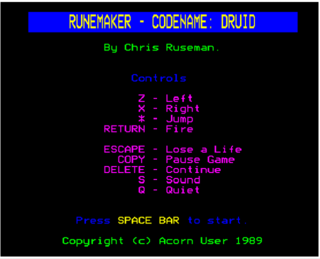 RUNEMAKER - CODENAME: DRUID
By Chris Ruseman.
Controls
Z - Left
X - Right
* - Jump
RETURN - Fire
ESCAPE - Lose a Life
COPY - Pause Game
DELETE - Continue
S - Sound
Q - Quiet
Press SPACE BAR to start.
Copyright (c) Acorn User 1989